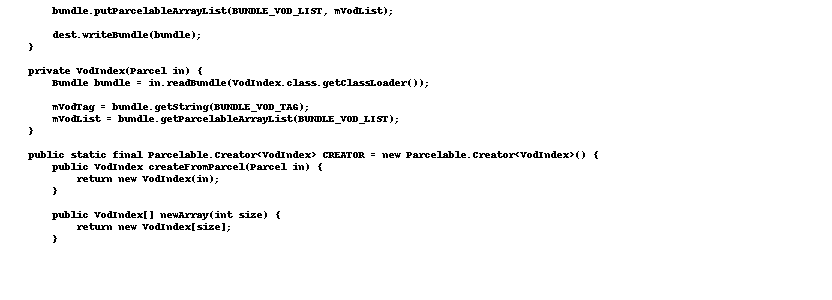 bundle.putParcelableArrayList(BUNDLE_VOD_LIST, mVodList);
dest.writeBundle(bundle);
}
private VodIndex(Parcel in) {
Bundle bundle = in.readBundle(VodIndex.class.getClassLoader());
mVodTag = bundle.getString(BUNDLE_VOD_TAG);
mVodList = bundle.getParcelableArrayList(BUNDLE_VOD_LIST);
}
public static final Parcelable.Creator<VodIndex> CREATOR = new Parcelable.Creator<VodIndex>() {
public VodIndex createFromParcel(Parcel in) {
return new VodIndex(in);
}
public VodIndex[] newArray(int size) {
return new VodIndex[size];
}